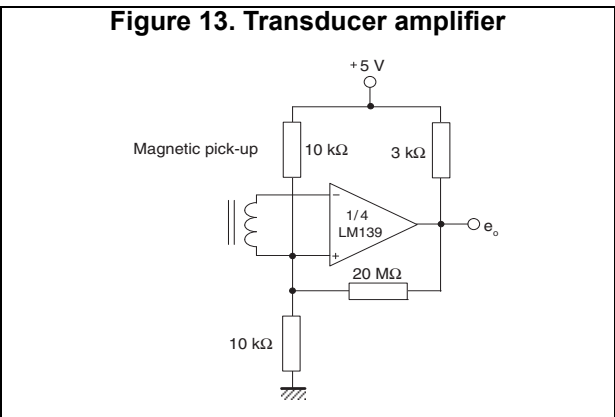 Figure 13. Transducer amplifier
+5 V
Magnetic pick-up
10 kΩ
3 kΩ
−
1/4
LM139
+
eₒ
20 MΩ
10 kΩ